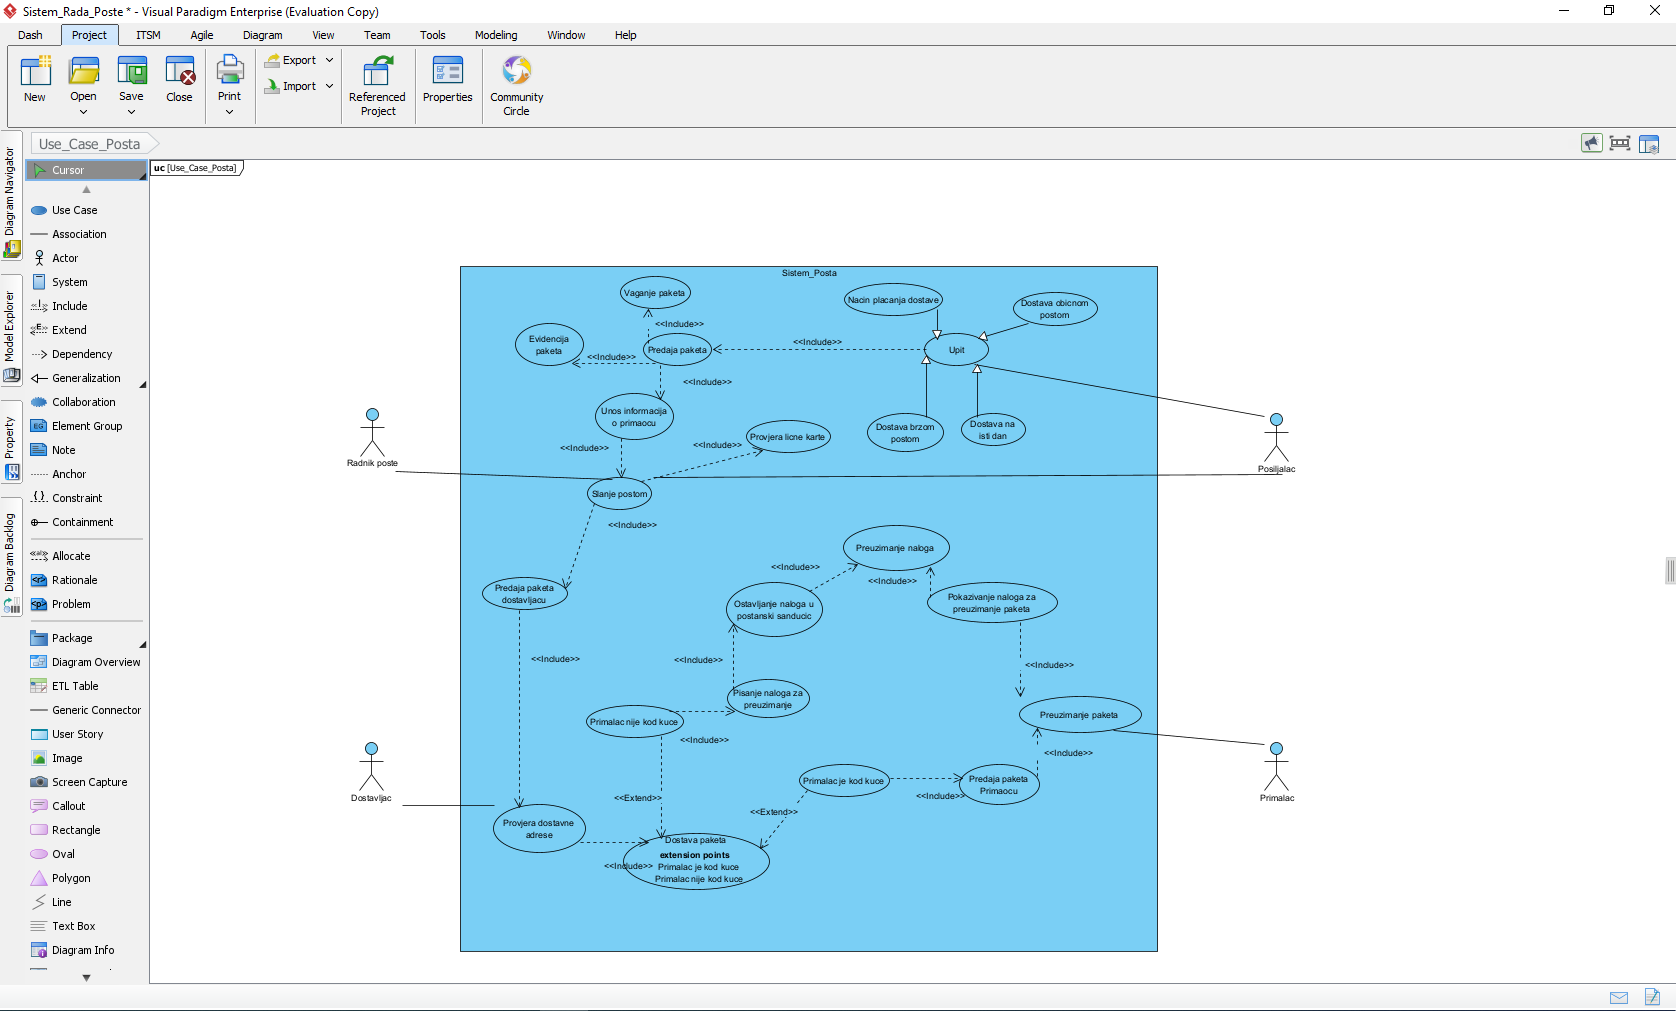 Sistem_Rada_Poste * - Visual Paradigm Enterprise (Evaluation Copy)
Dash Project ITSM Agile Diagram View Team Tools Modeling Window Help
New Open Save Close Print
Export
Import
Referenced Project
Properties
Community Circle
Use_Case_Posta
Diagram Navigator
Model Explorer
Property
Diagram Backlog
Cursor
Use Case
Association
Actor
System
Include
Extend
Dependency
Generalization
Collaboration
Element Group
Note
Anchor
Constraint
Containment
Allocate
Rationale
Problem
Package
Diagram Overview
ETL Table
Generic Connector
User Story
Image
Screen Capture
Callout
Rectangle
Oval
Polygon
Line
Text Box
Diagram Info
uc [Use_Case_Posta]
Sistem_Posta
Vaganje paketa
Nacin placanja dostave
Dostava obicnom
postom
<<Include>>
Evidencija
paketa
<<Include>>
Predaja paketa
<<Include>>
Upit
<<Include>>
Unos informacija
o primaocu
Dostava brzom
postom
Dostava na
isti dan
Provjera licne karte
<<Include>>
<<Include>>
Radnik poste
Posiljalac
Slanje postom
<<Include>>
Preuzimanje naloga
<<Include>>
<<Include>>
Predaja paketa
dostavljacu
Ostavljanje naloga u
postanski sanducic
Pokazivanje naloga za
preuzimanje paketa
<<Include>>
<<Include>>
<<Include>>
Pisanje naloga za
preuzimanje
Primalac nije kod kuce
<<Include>>
Preuzimanje paketa
<<Include>>
Primalac je kod kuce
Predaja paketa
Primaocu
<<Include>>
Dostavljac
Primalac
<<Extend>>
<<Extend>>
Provjera dostavne
adrese
<<Include>>
Dostava paketa
extension points
Primalac je kod kuce
Primalac nije kod kuce